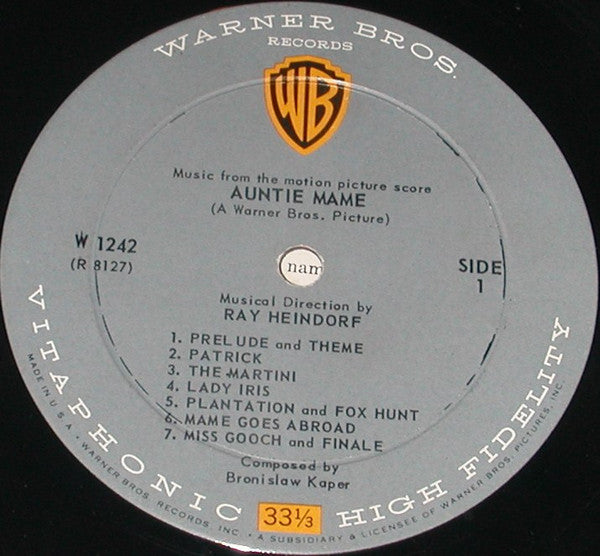 WARNER BROS.
RECORDS
WB
Music from the motion picture score
AUNTIE MAME
(A Warner Bros. Picture)
W 1242
(R 8127)
SIDE
1
nam
Musical Direction by
RAY HEINDORF
1. PRELUDE and THEME
2. PATRICK
3. THE MARTINI
4. LADY IRIS
5. PLANTATION and FOX HUNT
6. MAME GOES ABROAD
7. MISS GOOCH and FINALE
Composed by
Bronislaw Kaper
VITAPHONIC 33⅓ HIGH FIDELITY
MADE IN U.S.A. • WARNER BROS. RECORDS, INC. • A SUBSIDIARY & LICENSEE OF WARNER BROS. PICTURES, INC.